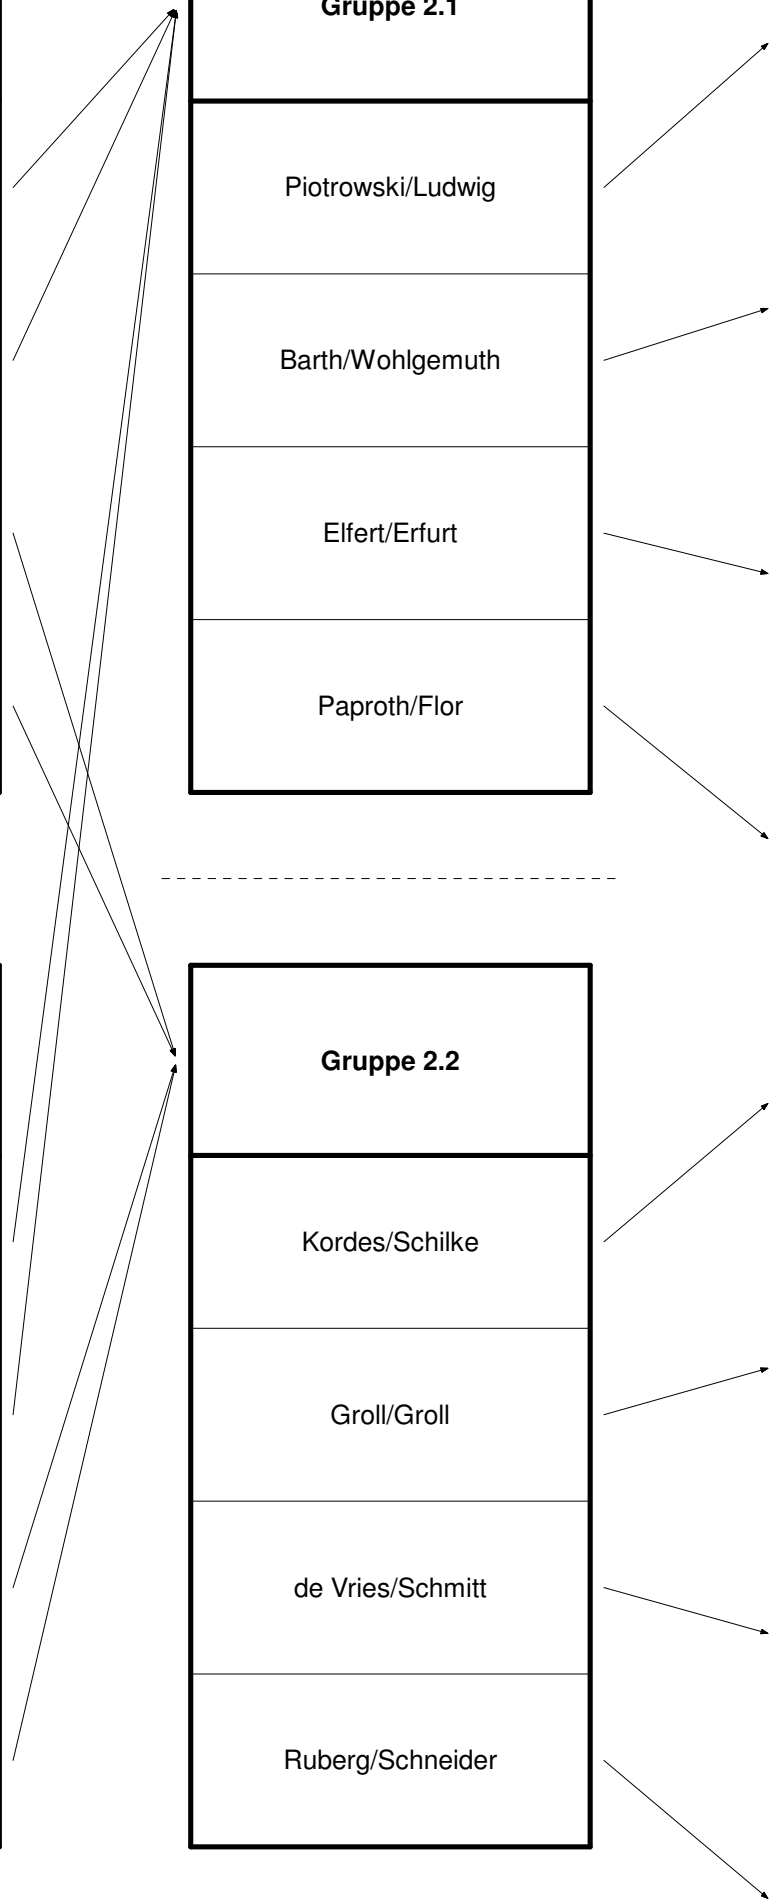 Gruppe 2.1
Piotrowski/Ludwig
Barth/Wohlgemuth
Elfert/Erfurt
Paproth/Flor
Gruppe 2.2
Kordes/Schilke
Groll/Groll
de Vries/Schmitt
Ruberg/Schneider